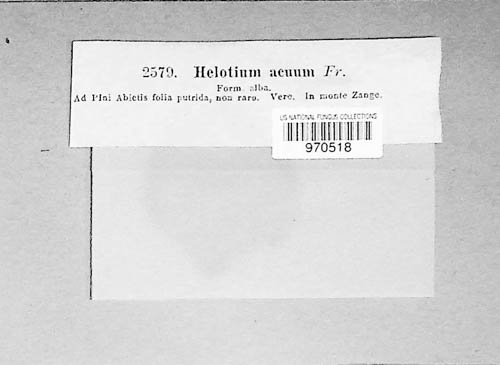 2579. Helotium acuum Fr.
Form. alba.
Ad Pini Abietis folia putrida, non raro. Vere. In monte Zange.
US NATIONAL FUNGUS COLLECTIONS
970518